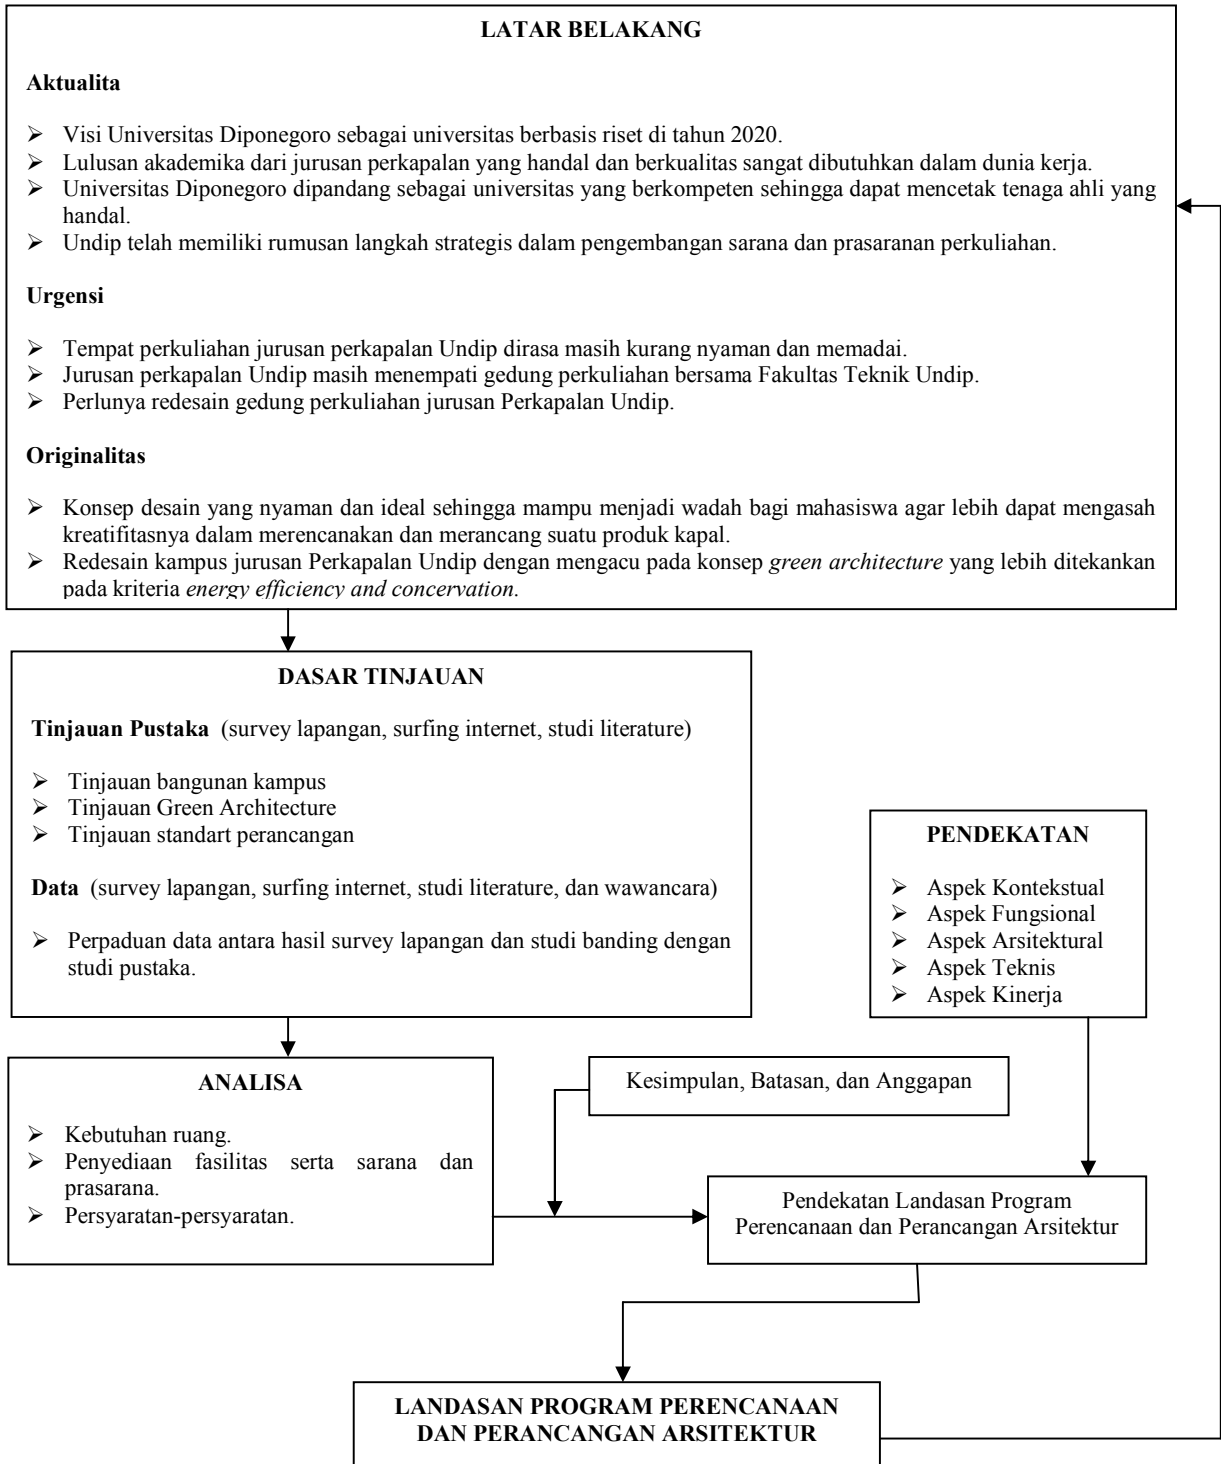 LATAR BELAKANG
Aktualita
➢ Visi Universitas Diponegoro sebagai universitas berbasis riset di tahun 2020.
➢ Lulusan akademika dari jurusan perkapalan yang handal dan berkualitas sangat dibutuhkan dalam dunia kerja.
➢ Universitas Diponegoro dipandang sebagai universitas yang berkompeten sehingga dapat mencetak tenaga ahli yang
handal.
➢ Undip telah memiliki rumusan langkah strategis dalam pengembangan sarana dan prasaranan perkuliahan.
Urgensi
➢ Tempat perkuliahan jurusan perkapalan Undip dirasa masih kurang nyaman dan memadai.
➢ Jurusan perkapalan Undip masih menempati gedung perkuliahan bersama Fakultas Teknik Undip.
➢ Perlunya redesain gedung perkuliahan jurusan Perkapalan Undip.
Originalitas
➢ Konsep desain yang nyaman dan ideal sehingga mampu menjadi wadah bagi mahasiswa agar lebih dapat mengasah
kreatifitasnya dalam merencanakan dan merancang suatu produk kapal.
➢ Redesain kampus jurusan Perkapalan Undip dengan mengacu pada konsep green architecture yang lebih ditekankan
pada kriteria energy efficiency and concervation.
DASAR TINJAUAN
Tinjauan Pustaka (survey lapangan, surfing internet, studi literature)
➢ Tinjauan bangunan kampus
➢ Tinjauan Green Architecture
➢ Tinjauan standart perancangan
Data (survey lapangan, surfing internet, studi literature, dan wawancara)
➢ Perpaduan data antara hasil survey lapangan dan studi banding dengan
studi pustaka.
PENDEKATAN
➢ Aspek Kontekstual
➢ Aspek Fungsional
➢ Aspek Arsitektural
➢ Aspek Teknis
➢ Aspek Kinerja
ANALISA
➢ Kebutuhan ruang.
➢ Penyediaan fasilitas serta sarana dan
prasarana.
➢ Persyaratan-persyaratan.
Kesimpulan, Batasan, dan Anggapan
Pendekatan Landasan Program
Perencanaan dan Perancangan Arsitektur
LANDASAN PROGRAM PERENCANAAN
DAN PERANCANGAN ARSITEKTUR